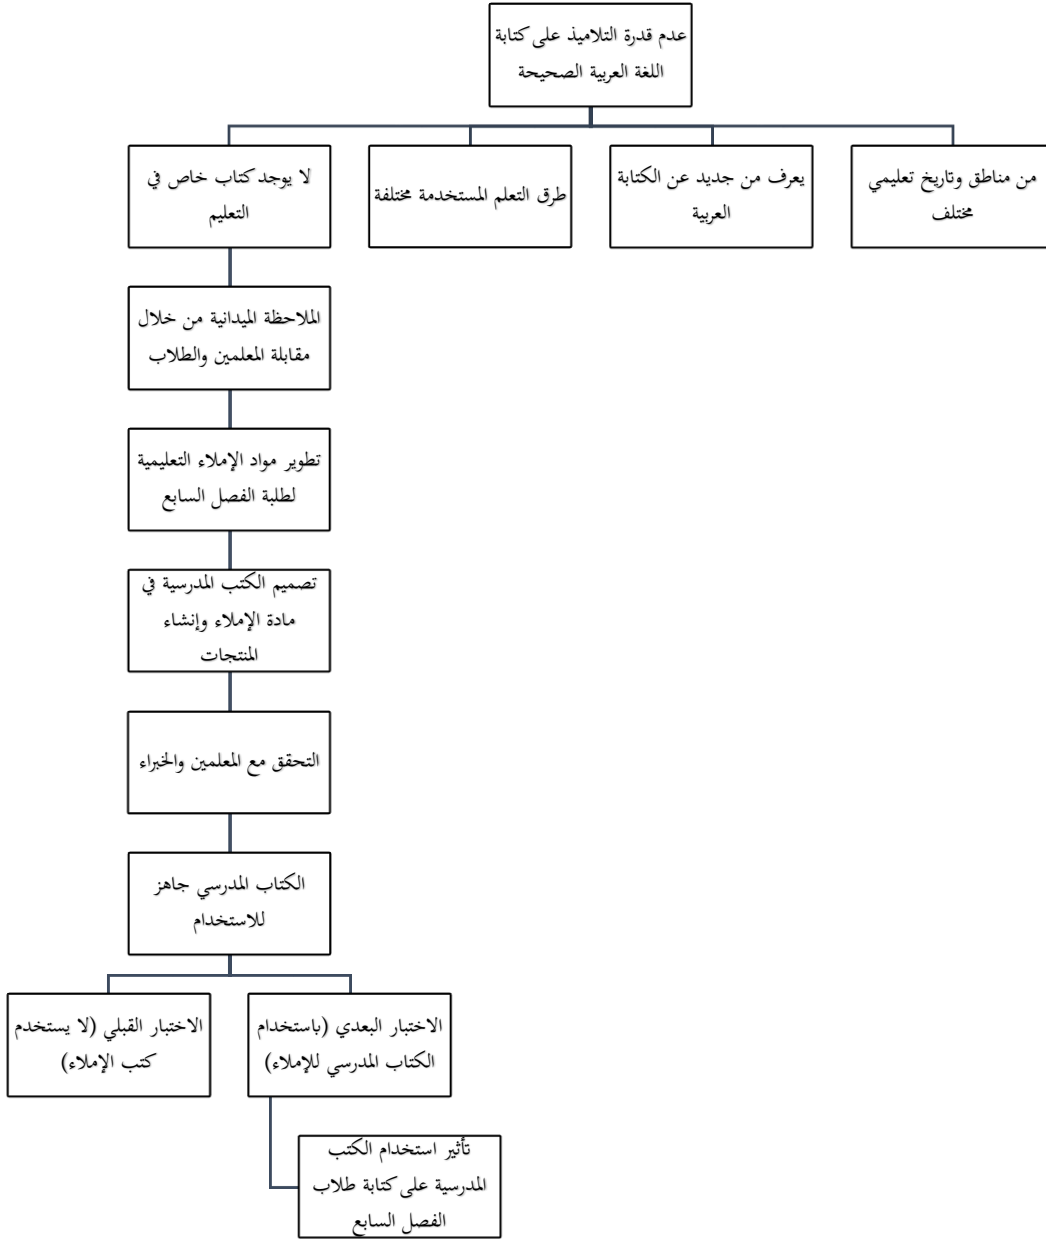 عدم قدرة التلاميذ على كتابة
اللغة العربية الصحيحة
من مناطق وتاريخ تعليمي
مختلف
يعرف من جديد عن الكتابة
العربية
طرق التعلم المستخدمة مختلفة
لا يوجد كتاب خاص في
التعليم
الملاحظة الميدانية من خلال
مقابلة المعلمين والطلاب
تطوير مواد الإملاء التعليمية
لطلبة الفصل السابع
تصميم الكتب المدرسية في
مادة الإملاء وإنشاء
المنتجات
التحقق مع المعلمين والخبراء
الكتاب المدرسي جاهز
للاستخدام
الاختبار البعدي (باستخدام
الكتاب المدرسي للإملاء)
الاختبار القبلي (لا يستخدم
كتب الإملاء)
تأثير استخدام الكتب
المدرسية على كتابة طلاب
الفصل السابع